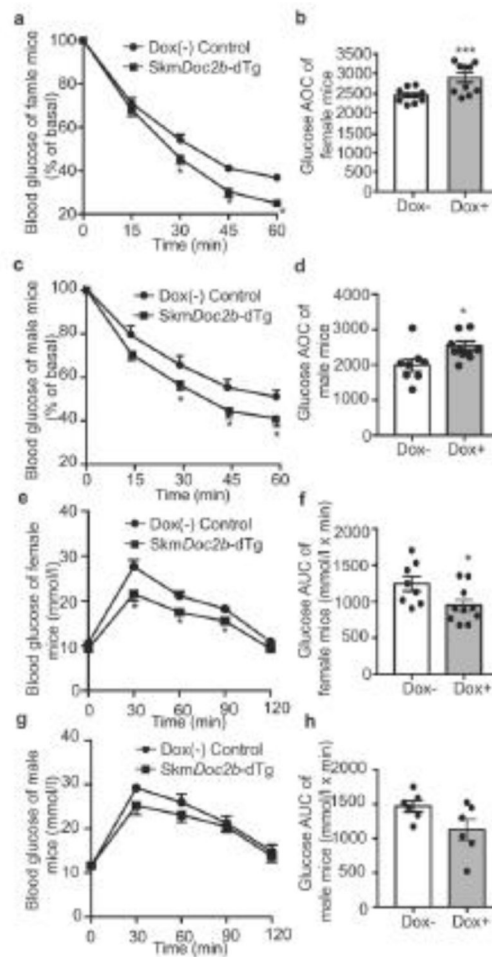 a
Blood glucose of famle mice
(% of basal)
100
80
60
40
20
Dox(-) Control
SkmDoc2b-dTg
*
*
*
0 15 30 45 60
Time (min)
b
Glucose AOC of
female mice
3500
3000
2500
2000
1500
1000
500
0
***
Dox- Dox+
c
Blood glucose of male mice
(% of basal)
100
80
60
40
20
Dox(-) Control
SkmDoc2b-dTg
*
*
*
0 15 30 45 60
Time (min)
d
Glucose AOC of
male mice
4000
3000
2000
1000
0
*
Dox- Dox+
e
Blood glucose of female
mice (mmol/l)
40
30
20
10
0
Dox(-) Control
SkmDoc2b-dTg
*
*
*
0 30 60 90 120
Time (min)
f
Glucose AUC of
female mice (mmol/l x min)
2000
1500
1000
500
0
*
Dox- Dox+
g
Blood glucose of male
mice (mmol/l)
40
30
20
10
0
Dox(-) Control
SkmDoc2b-dTg
0 30 60 90 120
Time (min)
h
Glucose AUC of
male mice (mmol/l x min)
2000
1500
1000
500
0
Dox- Dox+